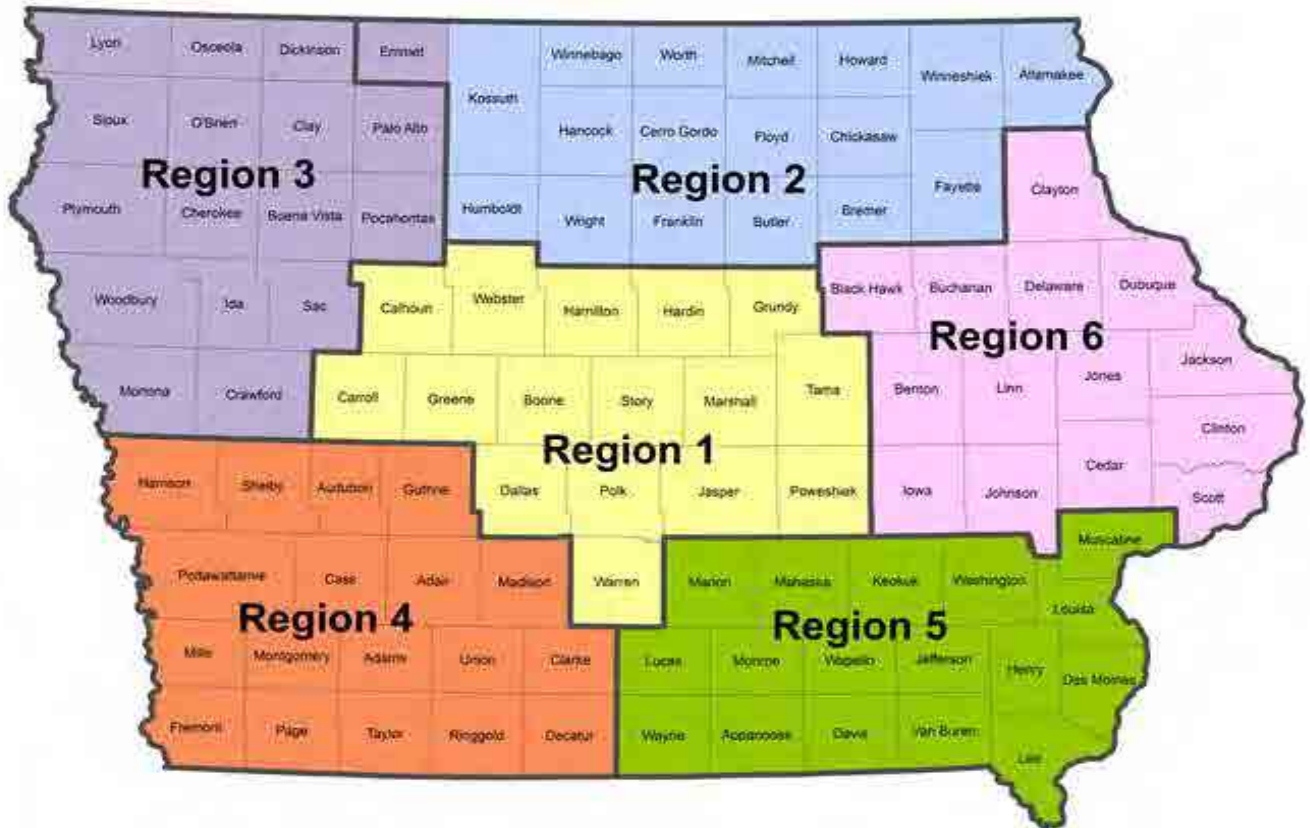 Lyon Osceola Dickinson Emmet
Winnebago Worth Mitchell Howard
Kossuth Winneshiek Allamakee
Sioux O'Brien Clay Palo Alto
Hancock Cerro Gordo Floyd Chickasaw
Region 3 Region 2
Fayette Clayton
Plymouth Cherokee Buena Vista Pocahontas Humboldt
Wright Franklin Butler Bremer
Woodbury Ida Sac
Calhoun Webster Hamilton Hardin Grundy
Black Hawk Buchanan Delaware Dubuque
Region 6
Monona Crawford
Carroll Greene Boone Story Marshall Tama
Benton Linn Jones Jackson
Clinton
Region 1
Harrison Shelby Audubon Guthrie
Dallas Polk Jasper Poweshiek
Iowa Johnson Cedar Scott
Muscatine
Pottawattamie Cass Adair Madison Warren
Marion Mahaska Keokuk Washington Louisa
Region 4 Region 5
Mills Montgomery Adams Union Clarke
Lucas Monroe Wapello Jefferson Henry Des Moines
Fremont Page Taylor Ringgold Decatur
Wayne Appanoose Davis Van Buren Lee